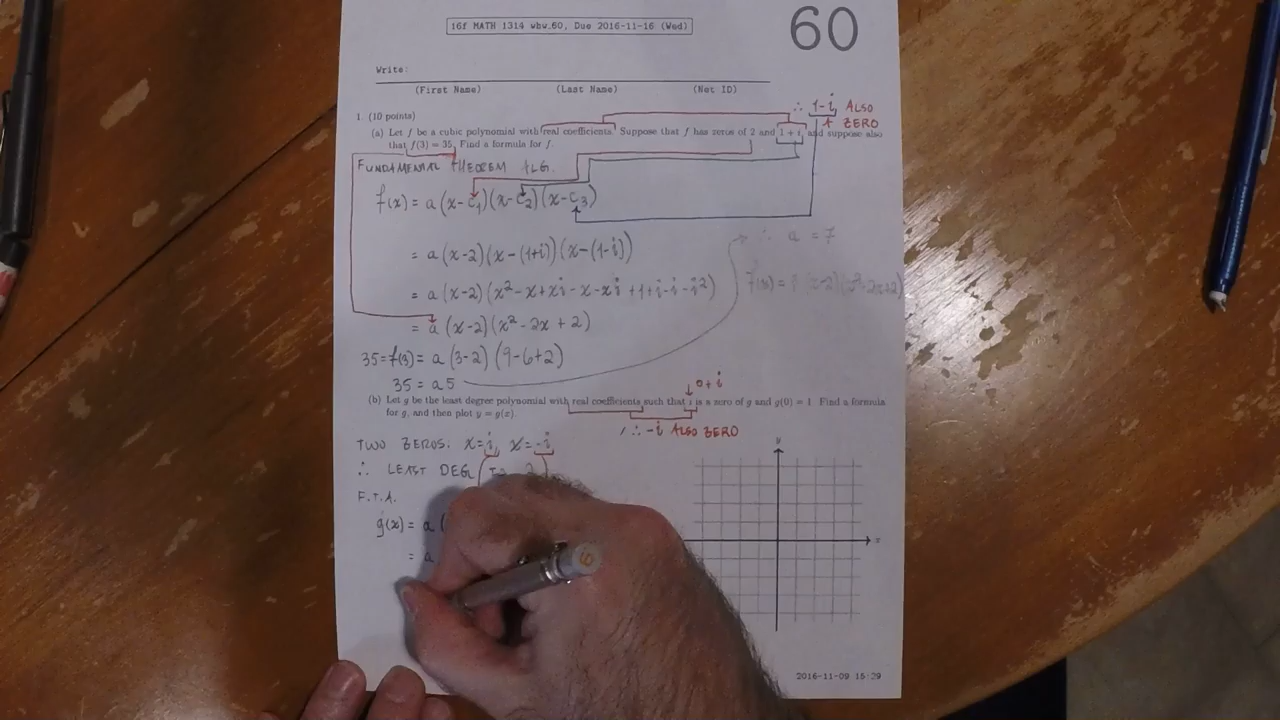 16f MATH 1314 whw_60, Due 2016-11-16 (Wed)
60
Write:
(First Name) (Last Name) (Net ID)
∴ 1-i, ALSO
A ZERO
1. (10 points)
(a) Let f be a cubic polynomial with real coefficients. Suppose that f has zeros of 2 and 1 + i, and suppose also
that f(3) = 35. Find a formula for f.
FUNDAMENTAL THEOREM ALG.
f(x) = a (x-c₁)(x-c₂)(x-c₃)
= a (x-2)(x-(1+i))(x-(1-i))
∴ a = 7
= a (x-2)(x²-x+xi-x-xi+1+i-i-i²)
f(x) = (x-2)(x²-2x+2)
= a (x-2)(x²-2x+2)
35=f(3)= a (3-2)(9-6+2)
35 = a5
0+i
(b) Let g be the least degree polynomial with real coefficients such that i is a zero of g and g(0) = 1. Find a formula
for g, and then plot y = g(x).
∴ -i ALSO ZERO
TWO ZEROS: x=i, x=-i
∴ LEAST DEG
F.T.A.
g(x) = a (
= a
y
x
2016-11-09 15:29